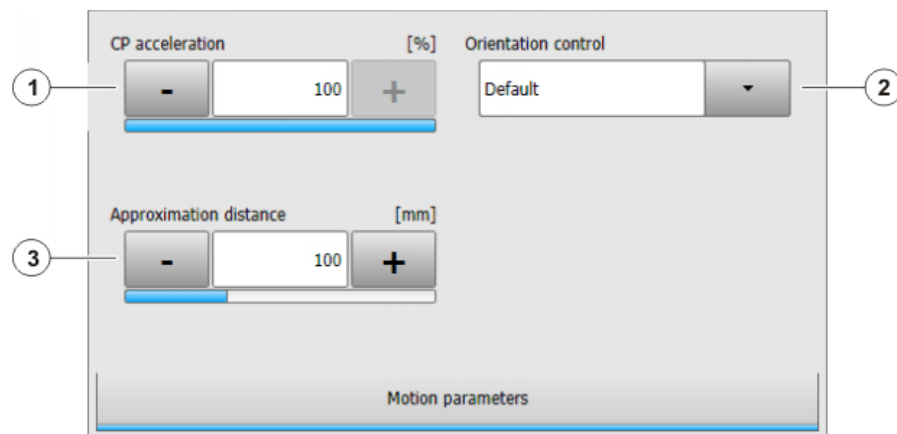 CP acceleration [%] Orientation control
1 - 100 + Default 2
Approximation distance [mm]
3 - 100 +
Motion parameters